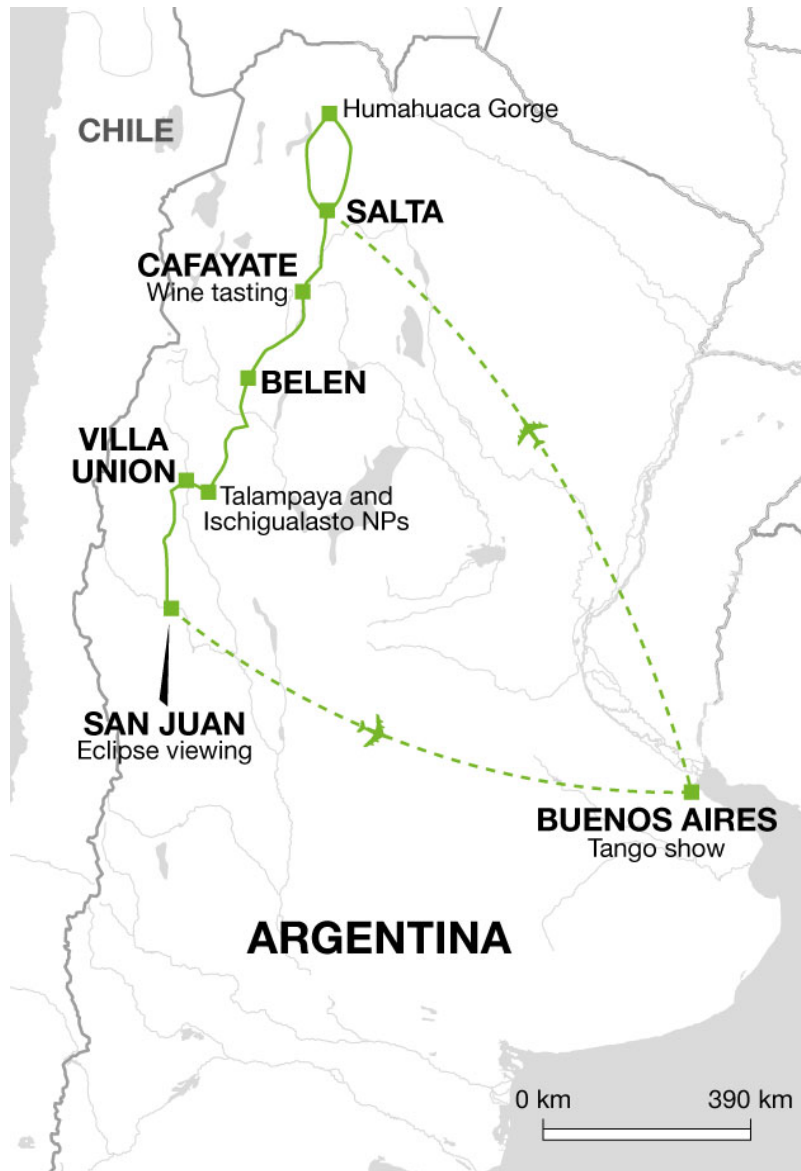 Humahuaca Gorge
CHILE
SALTA
CAFAYATE
Wine tasting
BELEN
VILLA
UNION
Talampaya and
Ischigualasto NPs
SAN JUAN
Eclipse viewing
BUENOS AIRES
Tango show
ARGENTINA
0 km 390 km